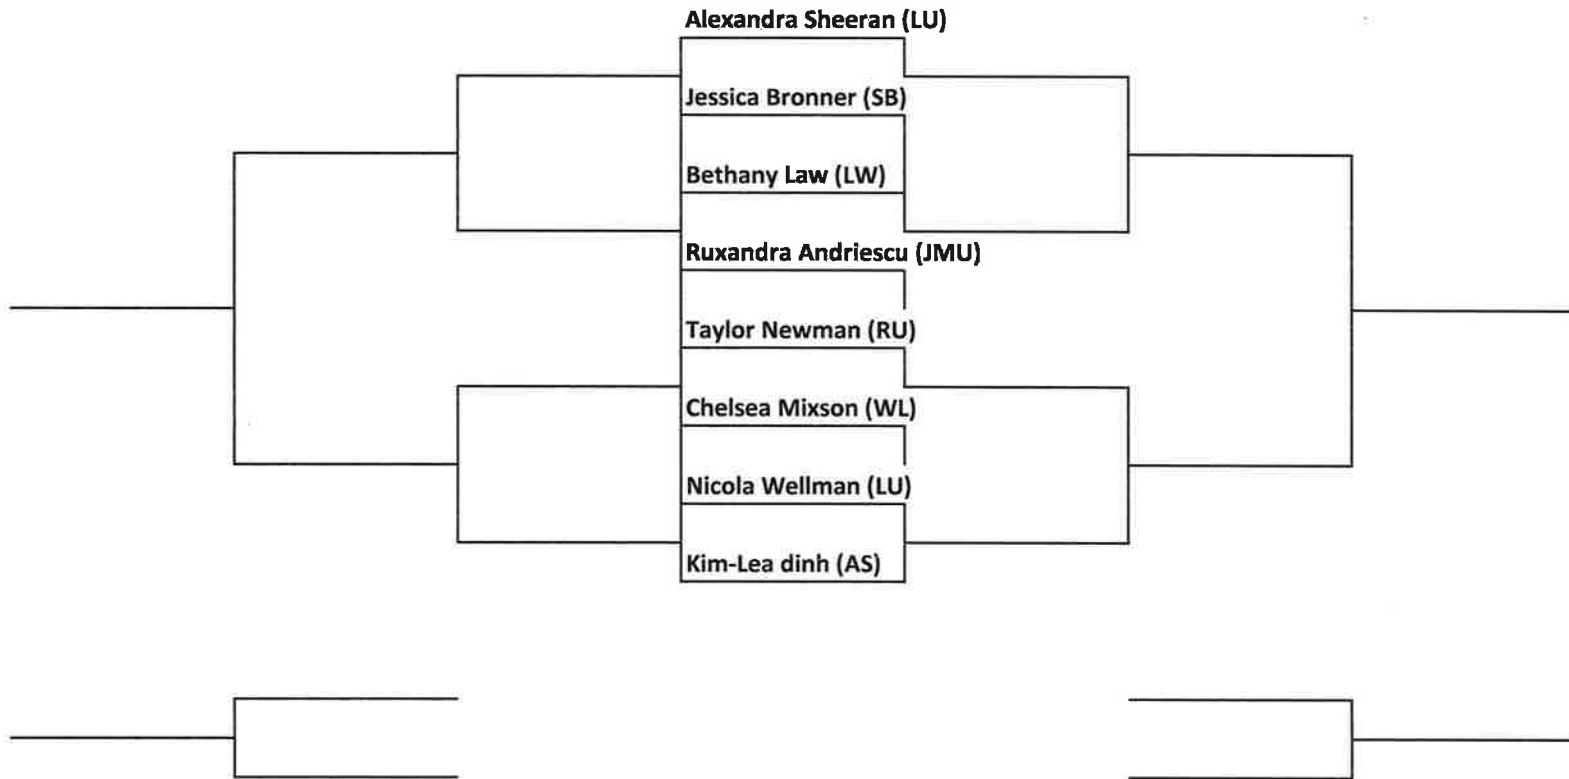 Alexandra Sheeran (LU)
Jessica Bronner (SB)
Bethany Law (LW)
Ruxandra Andriescu (JMU)
Taylor Newman (RU)
Chelsea Mixson (WL)
Nicola Wellman (LU)
Kim-Lea dinh (AS)